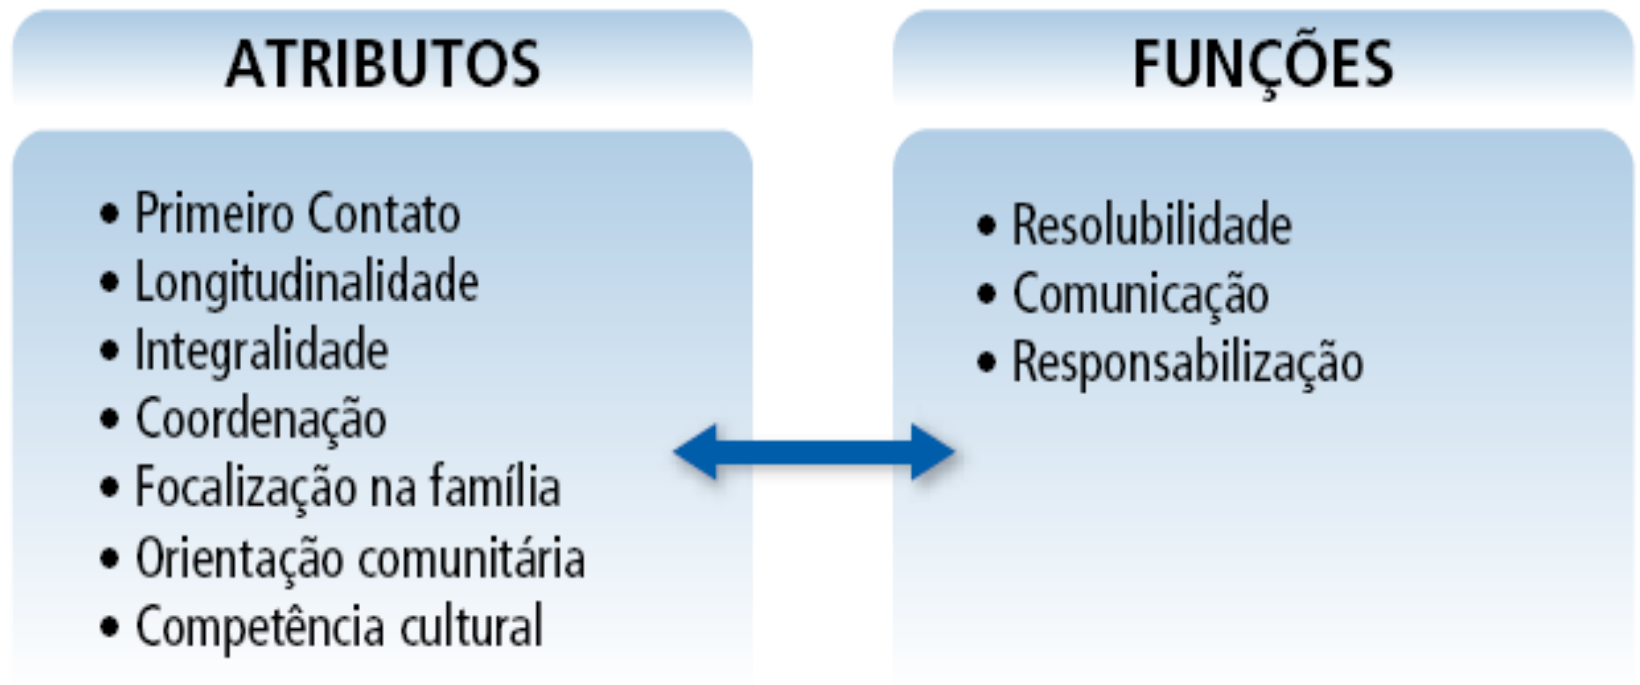 ATRIBUTOS
• Primeiro Contato
• Longitudinalidade
• Integralidade
• Coordenação
• Focalização na família
• Orientação comunitária
• Competência cultural
FUNÇÕES
• Resolubilidade
• Comunicação
• Responsabilização